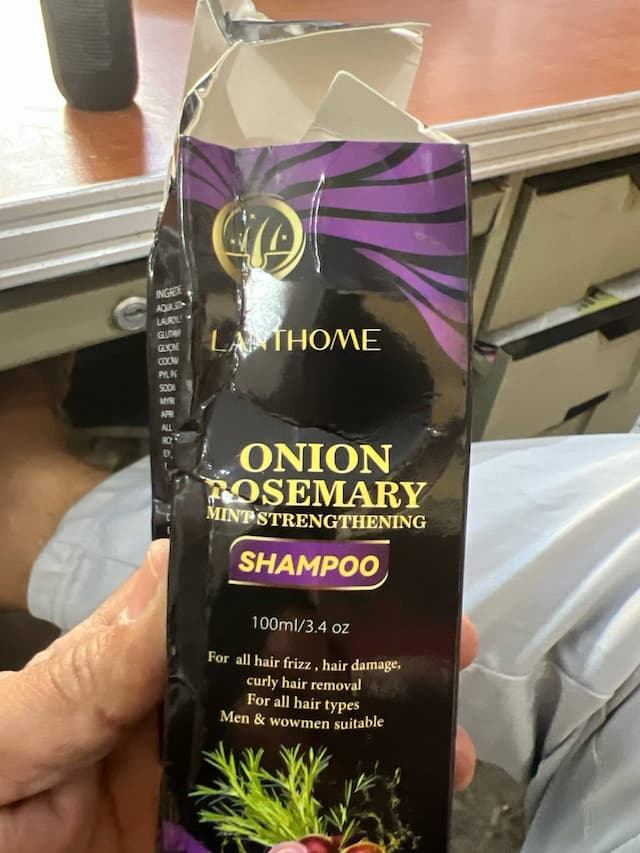 LANTHOME
ONION
ROSEMARY
MINT STRENGTHENING
SHAMPOO
100ml/3.4 oz
For all hair frizz , hair damage,
curly hair removal
For all hair types
Men & wowmen suitable